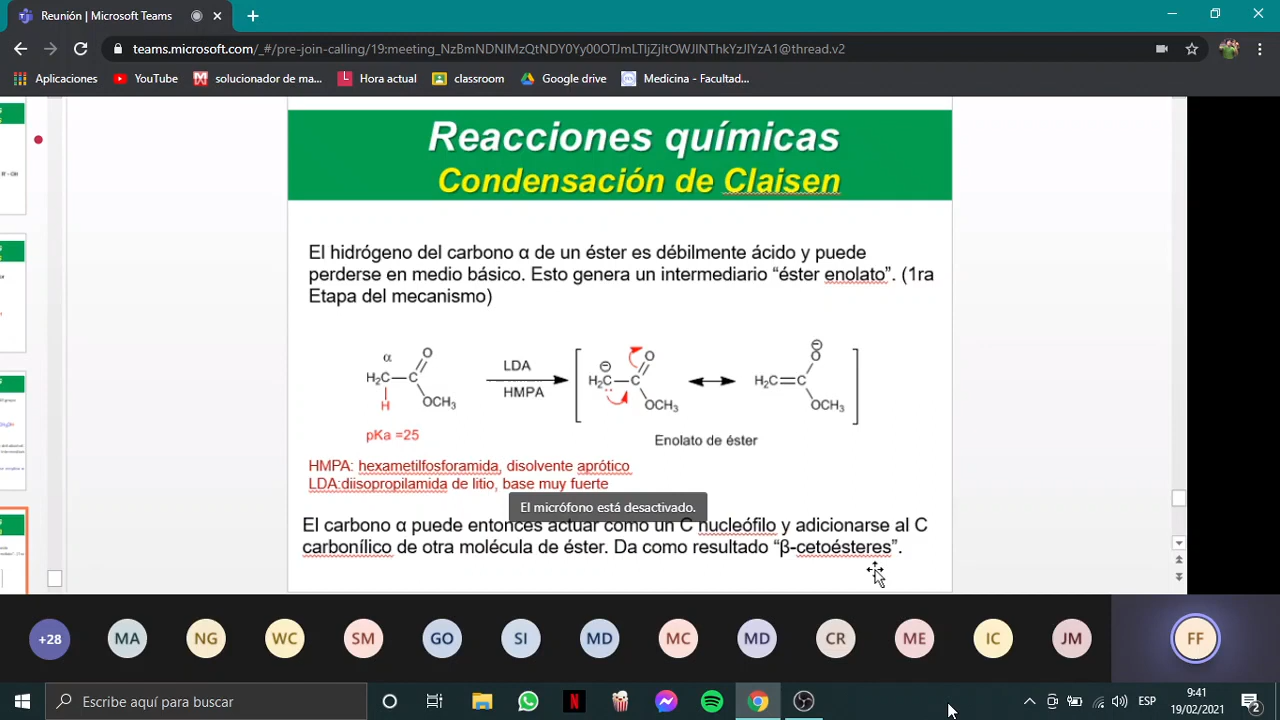 Reunión | Microsoft Teams
teams.microsoft.com/_#/pre-join-calling/19:meeting_NzBmNDNlMzQtNDY0Yy00OTJmLTljZjItOWJlNThkYzJlYzA1@thread.v2
Aplicaciones YouTube solucionador de ma... Hora actual classroom Google drive Medicina - Facultad...
Reacciones químicas
Condensación de Claisen
El hidrógeno del carbono α de un éster es débilmente ácido y puede
perderse en medio básico. Esto genera un intermediario “éster enolato”. (1ra
Etapa del mecanismo)
α O
H₂C—C
OCH₃
H
pKa =25
LDA
HMPA
⊖ O
H₂C—C
OCH₃
⊖
O
H₂C=C
OCH₃
Enolato de éster
HMPA: hexametilfosforamida, disolvente aprótico
LDA:diisopropilamida de litio, base muy fuerte
El micrófono está desactivado.
El carbono α puede entonces actuar como un C nucleófilo y adicionarse al C
carbonílico de otra molécula de éster. Da como resultado “β-cetoésteres”.
+28 MA NG WC SM GO SI MD MC MD CR ME IC JM FF
Escribe aquí para buscar
ESP
9:41
19/02/2021
2